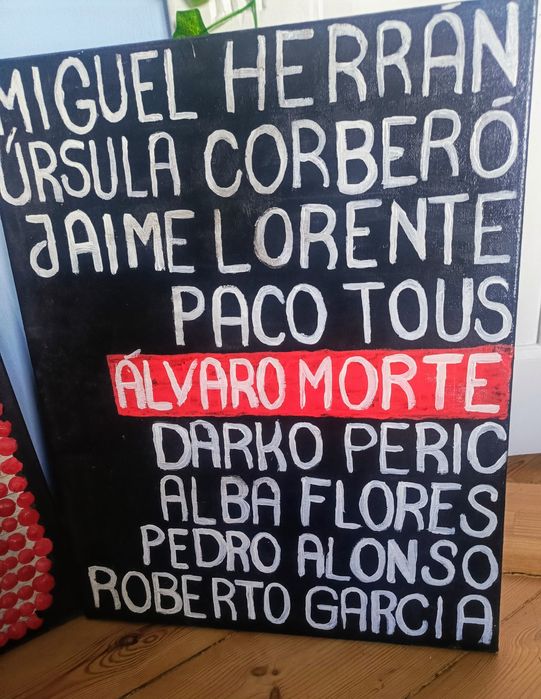 MIGUEL HERRÁN
ÚRSULA CORBERÓ
JAIME LORENTE
PACO TOUS
ÁLVARO MORTE
DARKO PERIC
ALBA FLORES
PEDRO ALONSO
ROBERTO GARCIA